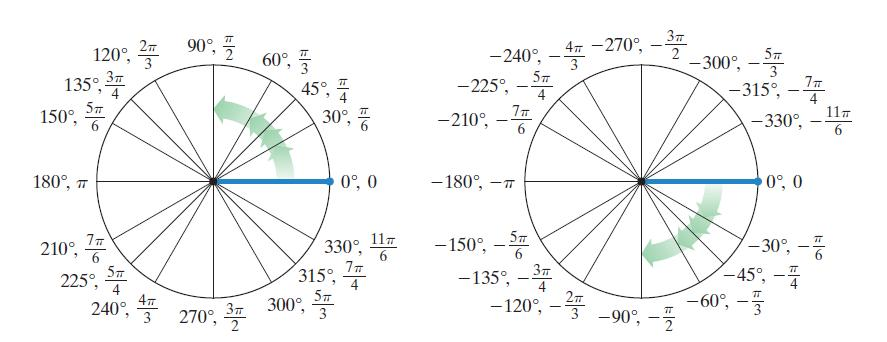 90°, π/2
60°, π/3
45°, π/4
30°, π/6
0°, 0
120°, 2π/3
135°, 3π/4
150°, 5π/6
180°, π
210°, 7π/6
225°, 5π/4
240°, 4π/3
270°, 3π/2
300°, 5π/3
315°, 7π/4
330°, 11π/6
−270°, −3π/2
−240°, −4π/3
−225°, −5π/4
−210°, −7π/6
−180°, −π
−150°, −5π/6
−135°, −3π/4
−120°, −2π/3
−90°, −π/2
−60°, −π/3
−45°, −π/4
−30°, −π/6
0°, 0
−330°, −11π/6
−315°, −7π/4
−300°, −5π/3